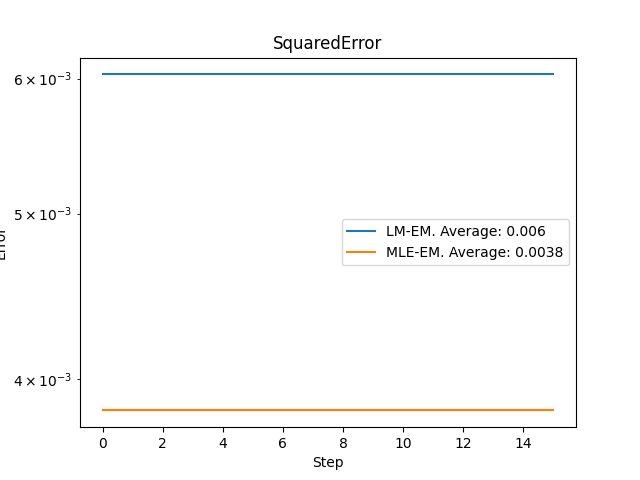 SquaredError
6 × 10⁻³
5 × 10⁻³
4 × 10⁻³
Error
LM-EM. Average: 0.006
MLE-EM. Average: 0.0038
0 2 4 6 8 10 12 14
Step